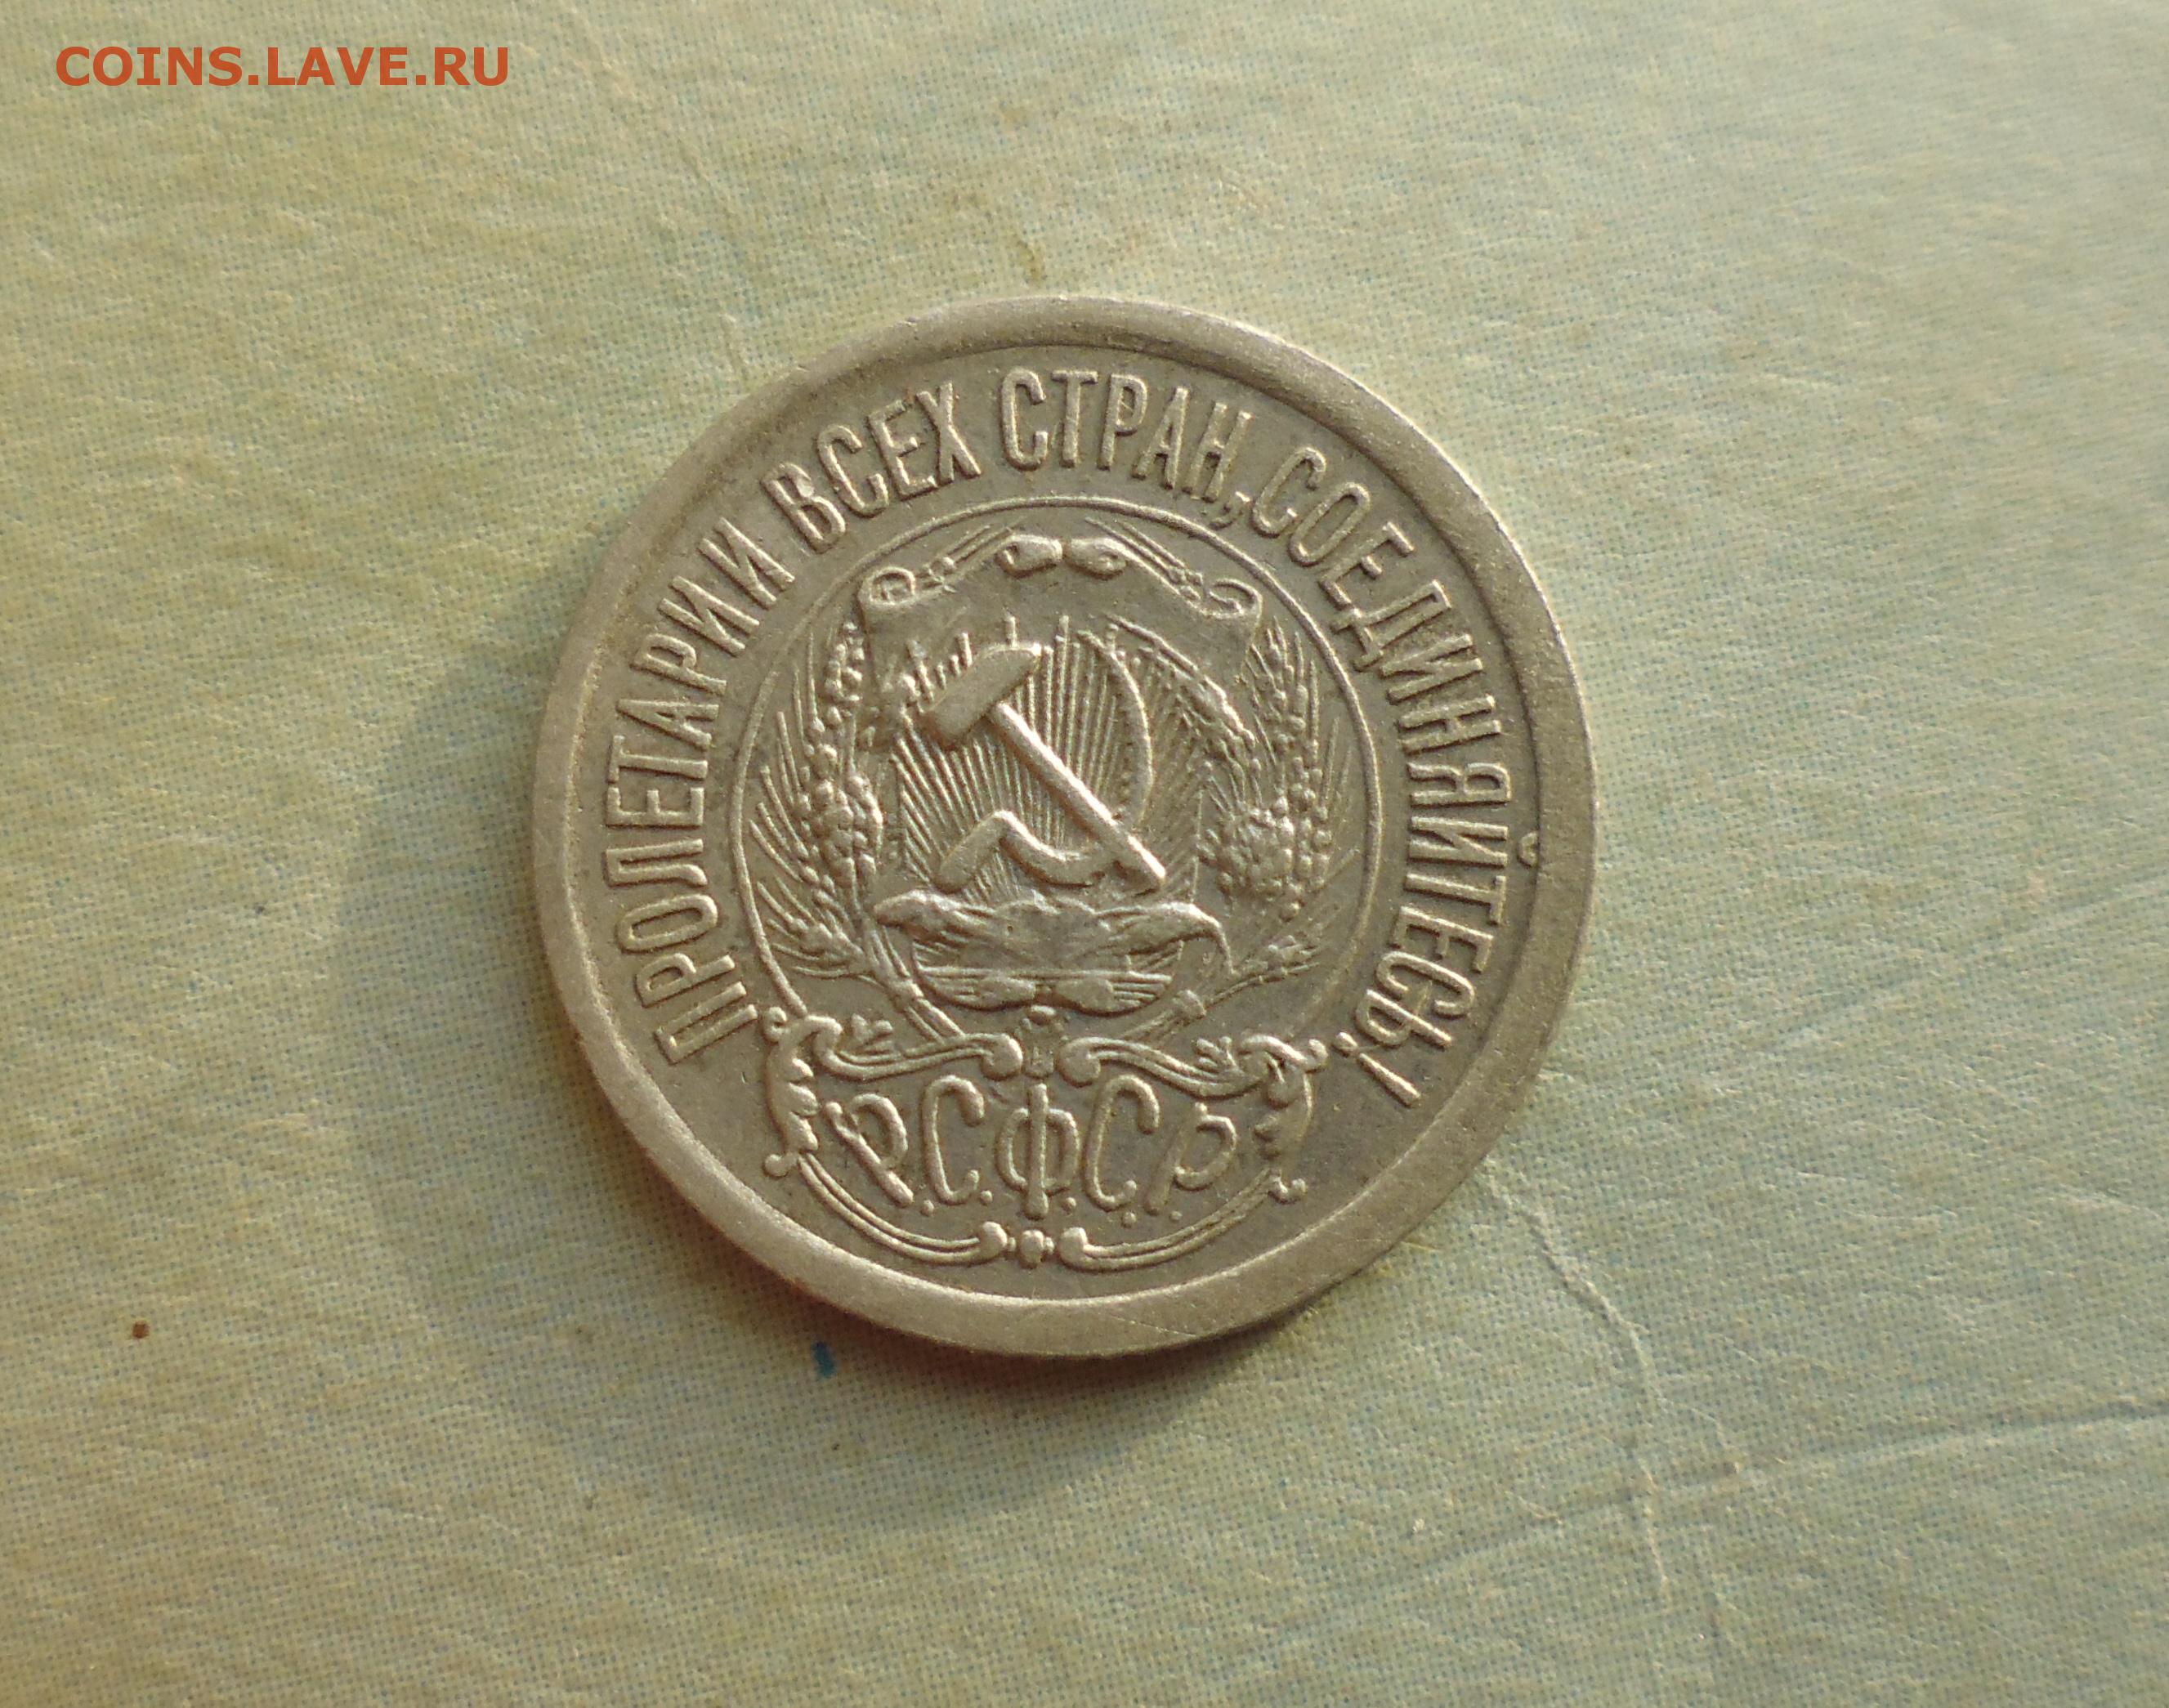 COINS.LAVE.RU
ПРОЛЕТАРИИ ВСЕХ СТРАН, СОЕДИНЯЙТЕСЬ!
Р.С.Ф.С.Р.